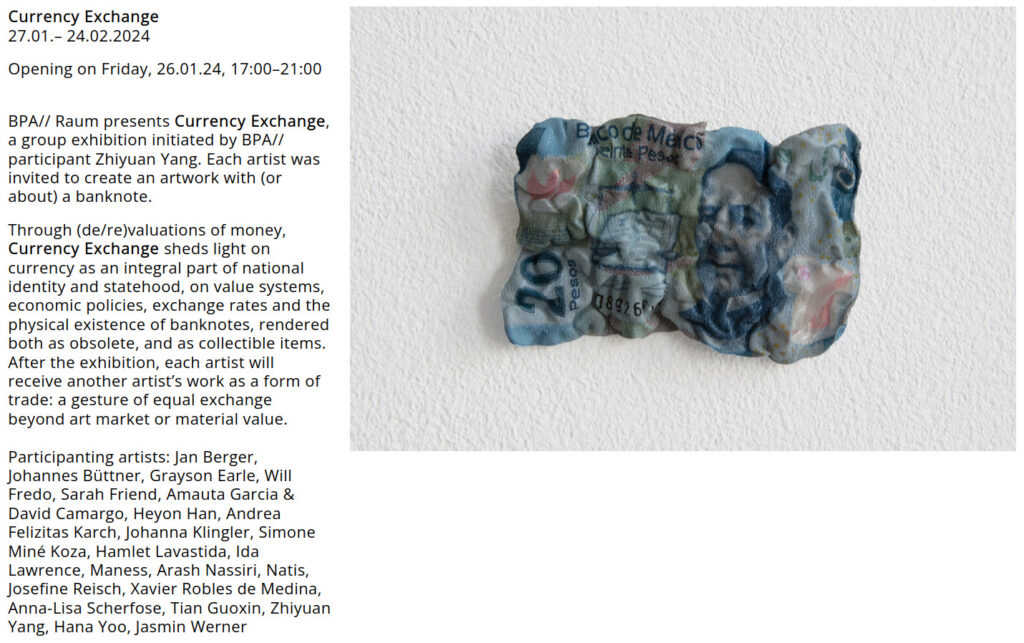 Currency Exchange
27.01.– 24.02.2024
Opening on Friday, 26.01.24, 17:00–21:00
BPA// Raum presents Currency Exchange,
a group exhibition initiated by BPA//
participant Zhiyuan Yang. Each artist was
invited to create an artwork with (or
about) a banknote.
Through (de/re)valuations of money,
Currency Exchange sheds light on
currency as an integral part of national
identity and statehood, on value systems,
economic policies, exchange rates and the
physical existence of banknotes, rendered
both as obsolete, and as collectible items.
After the exhibition, each artist will
receive another artist’s work as a form of
trade: a gesture of equal exchange
beyond art market or material value.
Participanting artists: Jan Berger,
Johannes Büttner, Grayson Earle, Will
Fredo, Sarah Friend, Amauta Garcia &
David Camargo, Heyon Han, Andrea
Felizitas Karch, Johanna Klingler, Simone
Miné Koza, Hamlet Lavastida, Ida
Lawrence, Maness, Arash Nassiri, Natis,
Josefine Reisch, Xavier Robles de Medina,
Anna-Lisa Scherfose, Tian Guoxin, Zhiyuan
Yang, Hana Yoo, Jasmin Werner
de
Pesos
20
Pesos